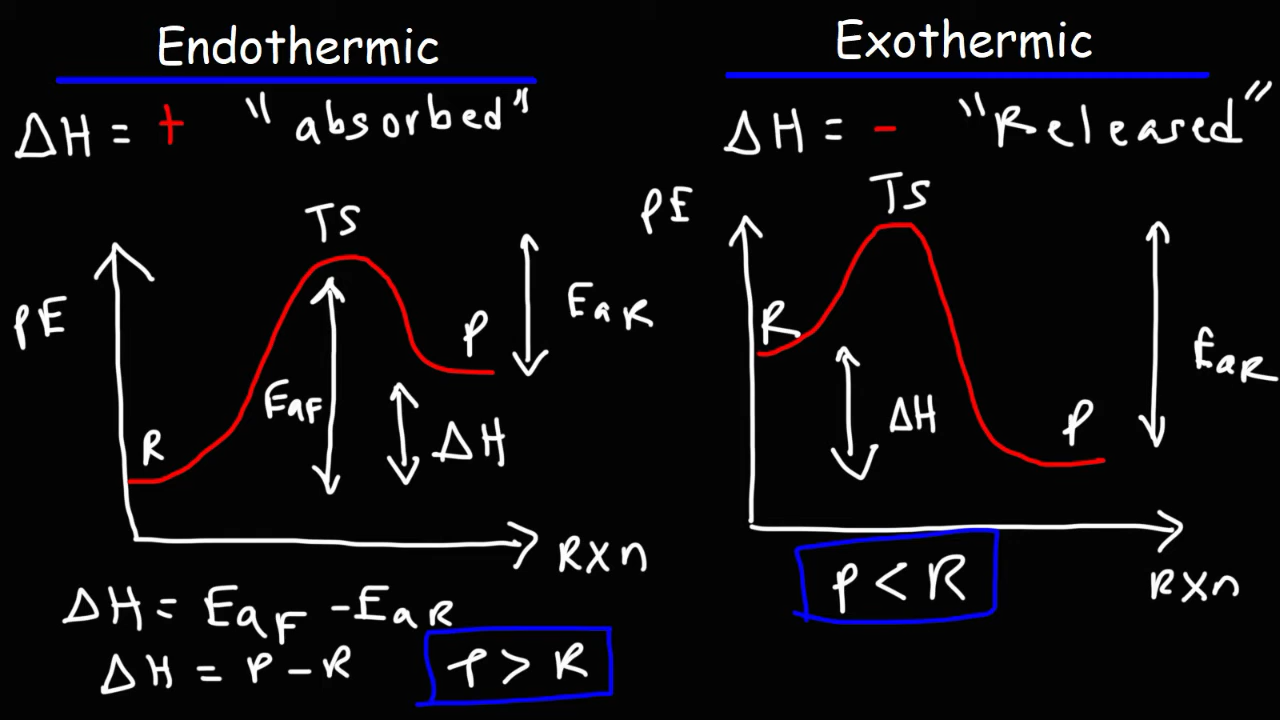 Endothermic
ΔH = + "absorbed"
TS
PE
R
EaF
P
ΔH
EaR
Rxn
ΔH = EaF - EaR
ΔH = P - R
P > R
Exothermic
ΔH = - "Released"
PE
TS
R
ΔH
P
EaR
Rxn
P < R